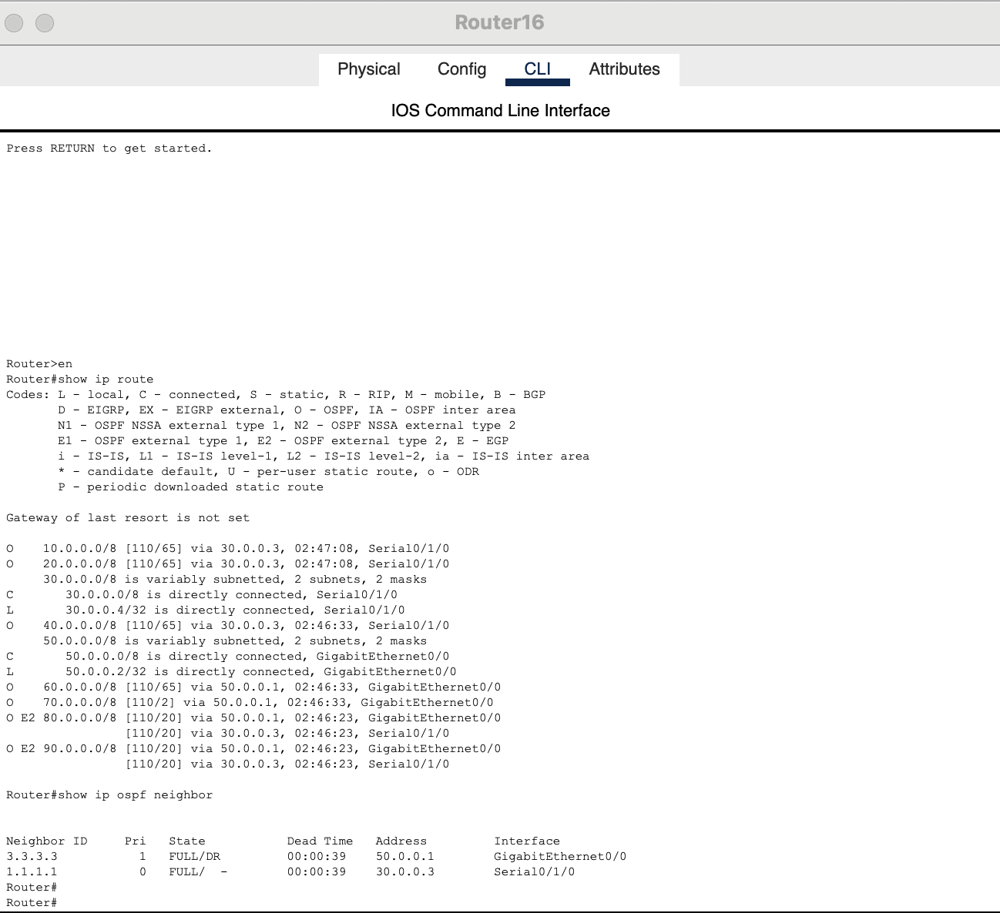 Router16
Physical Config CLI Attributes
IOS Command Line Interface
Press RETURN to get started.
Router>en
Router#show ip route
Codes: L - local, C - connected, S - static, R - RIP, M - mobile, B - BGP
       D - EIGRP, EX - EIGRP external, O - OSPF, IA - OSPF inter area
       N1 - OSPF NSSA external type 1, N2 - OSPF NSSA external type 2
       E1 - OSPF external type 1, E2 - OSPF external type 2, E - EGP
       i - IS-IS, L1 - IS-IS level-1, L2 - IS-IS level-2, ia - IS-IS inter area
       * - candidate default, U - per-user static route, o - ODR
       P - periodic downloaded static route
Gateway of last resort is not set
O    10.0.0.0/8 [110/65] via 30.0.0.3, 02:47:08, Serial0/1/0
O    20.0.0.0/8 [110/65] via 30.0.0.3, 02:47:08, Serial0/1/0
     30.0.0.0/8 is variably subnetted, 2 subnets, 2 masks
C       30.0.0.0/8 is directly connected, Serial0/1/0
L       30.0.0.4/32 is directly connected, Serial0/1/0
O    40.0.0.0/8 [110/65] via 30.0.0.3, 02:46:33, Serial0/1/0
     50.0.0.0/8 is variably subnetted, 2 subnets, 2 masks
C       50.0.0.0/8 is directly connected, GigabitEthernet0/0
L       50.0.0.2/32 is directly connected, GigabitEthernet0/0
O    60.0.0.0/8 [110/65] via 50.0.0.1, 02:46:33, GigabitEthernet0/0
O    70.0.0.0/8 [110/2] via 50.0.0.1, 02:46:33, GigabitEthernet0/0
O E2 80.0.0.0/8 [110/20] via 50.0.0.1, 02:46:23, GigabitEthernet0/0
                [110/20] via 30.0.0.3, 02:46:23, Serial0/1/0
O E2 90.0.0.0/8 [110/20] via 50.0.0.1, 02:46:23, GigabitEthernet0/0
                [110/20] via 30.0.0.3, 02:46:23, Serial0/1/0
Router#show ip ospf neighbor
Neighbor ID     Pri   State           Dead Time   Address         Interface
3.3.3.3           1   FULL/DR         00:00:39    50.0.0.1        GigabitEthernet0/0
1.1.1.1           0   FULL/  -        00:00:39    30.0.0.3        Serial0/1/0
Router#
Router#